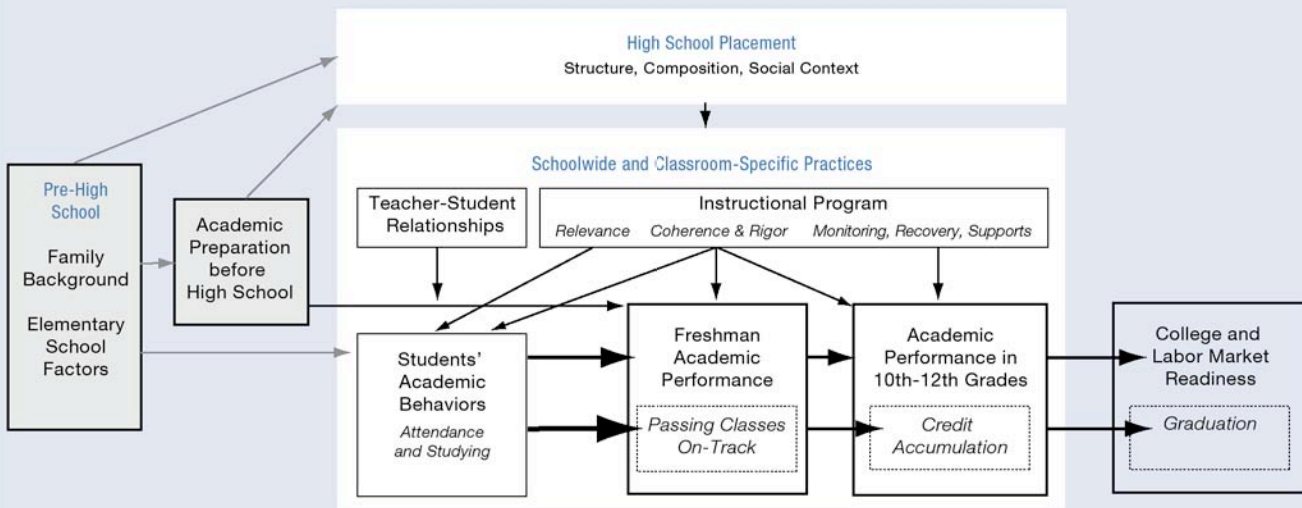 High School Placement
Structure, Composition, Social Context
Schoolwide and Classroom-Specific Practices
Pre-High
School
Family
Background
Elementary
School
Factors
Academic
Preparation
before
High School
Teacher-Student
Relationships
Instructional Program
Relevance Coherence & Rigor Monitoring, Recovery, Supports
Students'
Academic
Behaviors
Attendance
and Studying
Freshman
Academic
Performance
Passing Classes
On-Track
Academic
Performance in
10th-12th Grades
Credit
Accumulation
College and
Labor Market
Readiness
Graduation